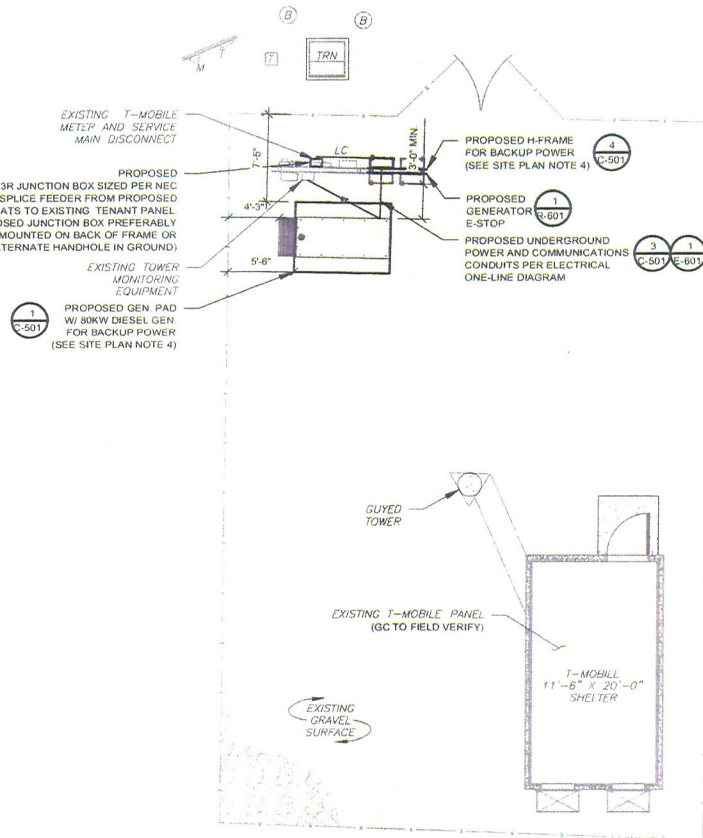 B
B
M
T
T
TRN
EXISTING T-MOBILE
METER AND SERVICE
MAIN DISCONNECT
LC
7'-5"
3'-0" MIN.
PROPOSED H-FRAME
FOR BACKUP POWER
(SEE SITE PLAN NOTE 4)
4
C-501
PROPOSED
3R JUNCTION BOX SIZED PER NEC
SPLICE FEEDER FROM PROPOSED
ATS TO EXISTING TENANT PANEL.
OSED JUNCTION BOX PREFERABLY
MOUNTED ON BACK OF FRAME OR
TERNATE HANDHOLE IN GROUND)
PROPOSED
GENERATOR
E-STOP
1
R-601
4'-3"
PROPOSED UNDERGROUND
POWER AND COMMUNICATIONS
CONDUITS PER ELECTRICAL
ONE-LINE DIAGRAM
3
C-501
1
E-601
EXISTING TOWER
MONITORING
EQUIPMENT
5'-6"
1
C-501
PROPOSED GEN. PAD
W/ 80KW DIESEL GEN.
FOR BACKUP POWER
(SEE SITE PLAN NOTE 4)
GUYED
TOWER
EXISTING T-MOBILE PANEL
(GC TO FIELD VERIFY)
T-MOBILE
11'-6" X 20'-0"
SHELTER
EXISTING
GRAVEL
SURFACE